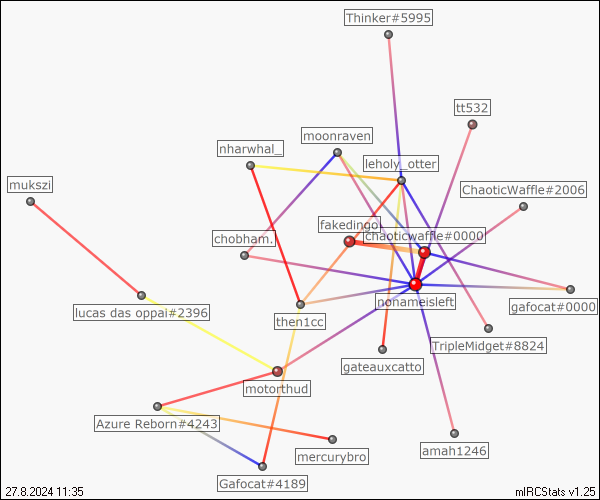 Thinker#5995
tt532
moonraven
nharwhal_
leholy_otter
mukszi
ChaoticWaffle#2006
fakedingo
chaoticwaffle#0000
chobham.
nonameisleft
gafocat#0000
lucas das oppai#2396
then1cc
TripleMidget#8824
gateauxcatto
motorthud
Azure Reborn#4243
amah1246
mercurybro
Gafocat#4189
27.8.2024 11:35
mIRCStats v1.25